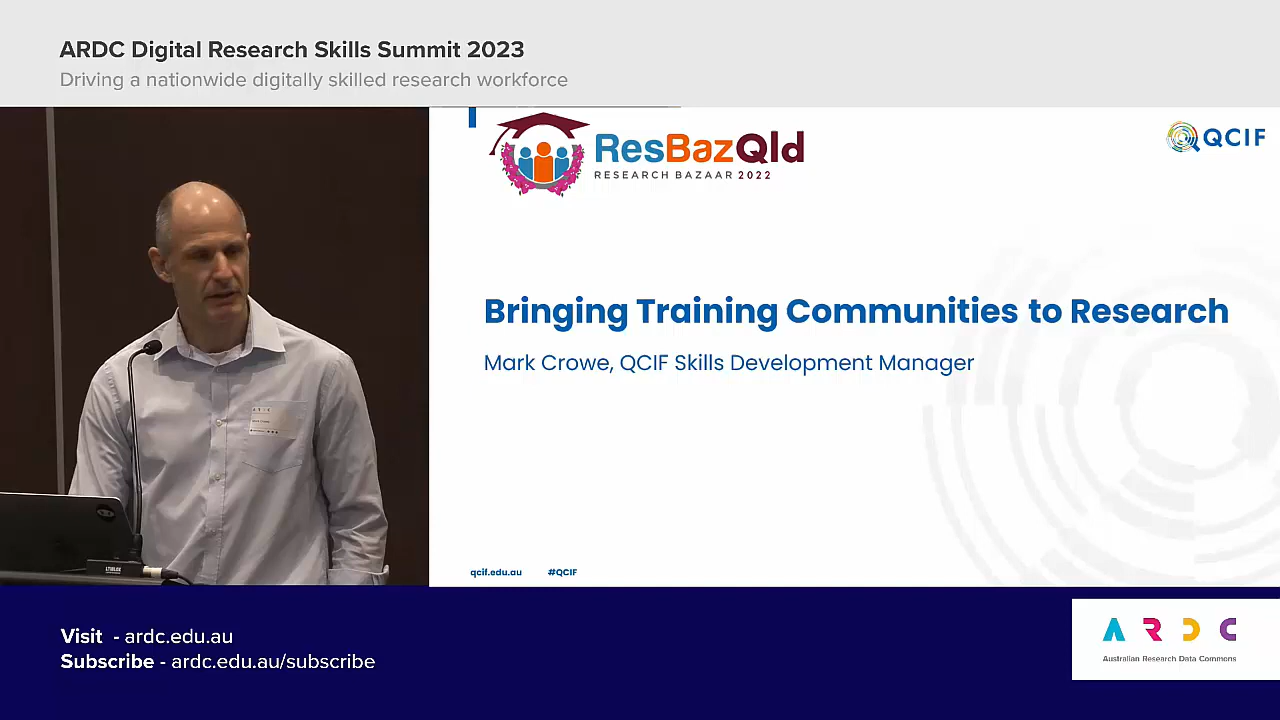 ARDC Digital Research Skills Summit 2023
Driving a nationwide digitally skilled research workforce
ResBazQld
RESEARCH BAZAAR 2022
QCIF
Bringing Training Communities to Research
Mark Crowe, QCIF Skills Development Manager
qcif.edu.au #QCIF
Visit - ardc.edu.au
Subscribe - ardc.edu.au/subscribe
ARDC
Australian Research Data Commons